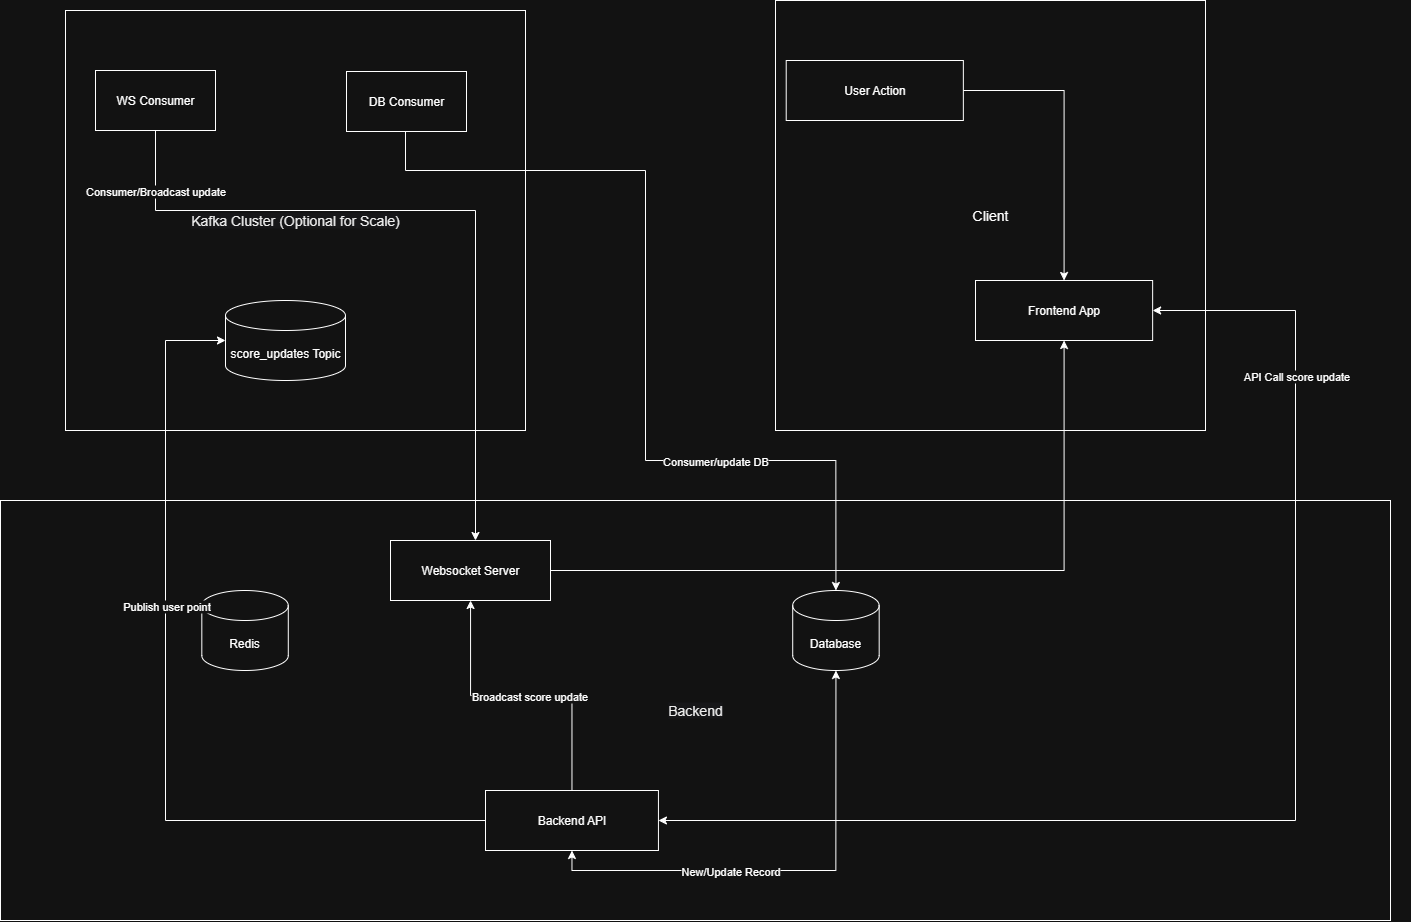 WS Consumer
DB Consumer
User Action
Consumer/Broadcast update
Kafka Cluster (Optional for Scale)
Client
Frontend App
score_updates Topic
API Call score update
Consumer/update DB
Websocket Server
Publish user point
Redis
Database
Broadcast score update
Backend
Backend API
New/Update Record